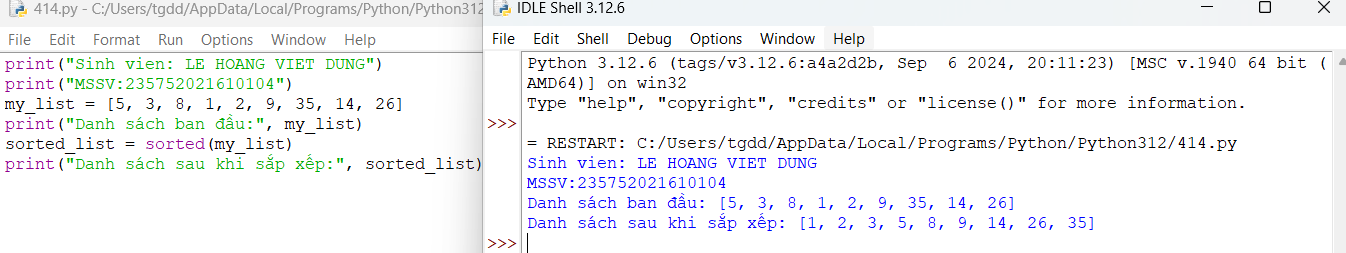 414.py - C:/Users/tgdd/AppData/Local/Programs/Python/Python312
File Edit Format Run Options Window Help
print("Sinh vien: LE HOANG VIET DUNG")
print("MSSV:235752021610104")
my_list = [5, 3, 8, 1, 2, 9, 35, 14, 26]
print("Danh sách ban đầu:", my_list)
sorted_list = sorted(my_list)
print("Danh sách sau khi sắp xếp:", sorted_list)
IDLE Shell 3.12.6
File Edit Shell Debug Options Window Help
Python 3.12.6 (tags/v3.12.6:a4a2d2b, Sep  6 2024, 20:11:23) [MSC v.1940 64 bit (
AMD64)] on win32
Type "help", "copyright", "credits" or "license()" for more information.
>>>
= RESTART: C:/Users/tgdd/AppData/Local/Programs/Python/Python312/414.py
Sinh vien: LE HOANG VIET DUNG
MSSV:235752021610104
Danh sách ban đầu: [5, 3, 8, 1, 2, 9, 35, 14, 26]
Danh sách sau khi sắp xếp: [1, 2, 3, 5, 8, 9, 14, 26, 35]
>>>